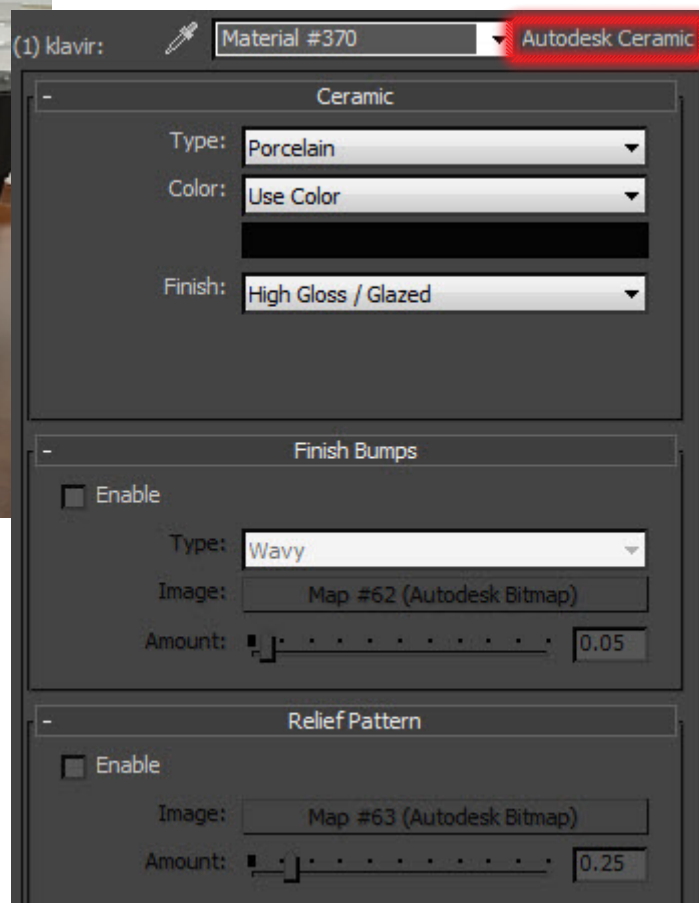 (1) klavir: Material #370 Autodesk Ceramic
- Ceramic
Type: Porcelain
Color: Use Color
Finish: High Gloss / Glazed
- Finish Bumps
Enable
Type: Wavy
Image: Map #62 (Autodesk Bitmap)
Amount: 0.05
- Relief Pattern
Enable
Image: Map #63 (Autodesk Bitmap)
Amount: 0.25